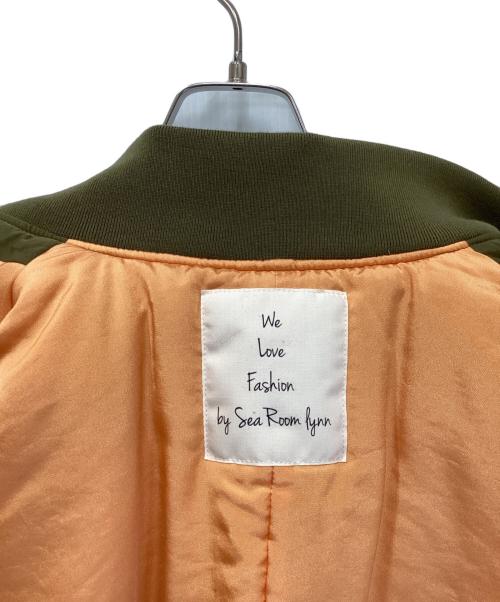 We
Love
Fashion
by Sea Room lynn